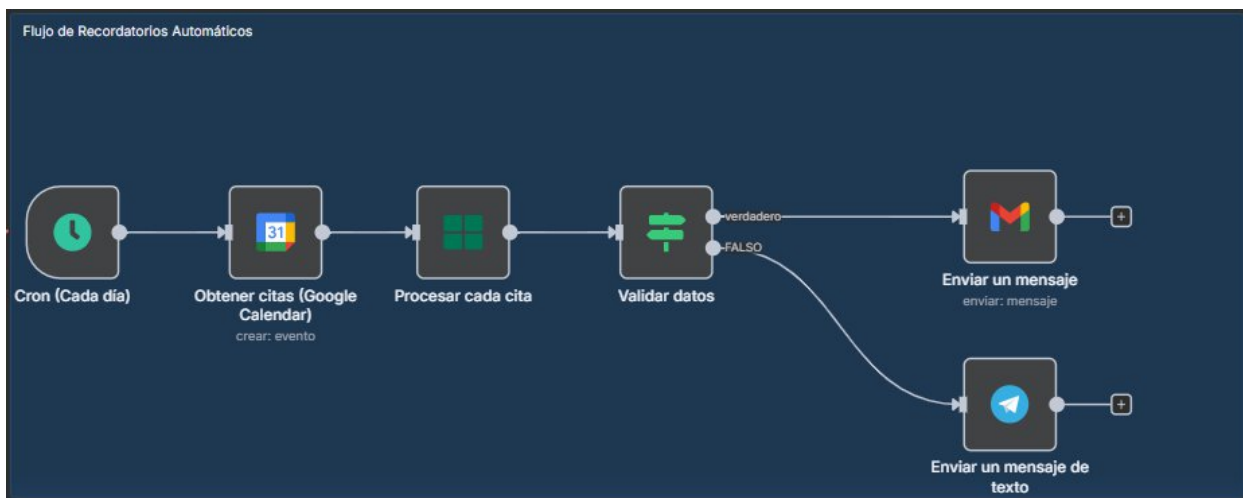 Flujo de Recordatorios Automáticos
31
verdadero
FALSO
Cron (Cada día)
Obtener citas (Google
Calendar)
crear: evento
Procesar cada cita
Validar datos
Enviar un mensaje
enviar: mensaje
Enviar un mensaje de
texto